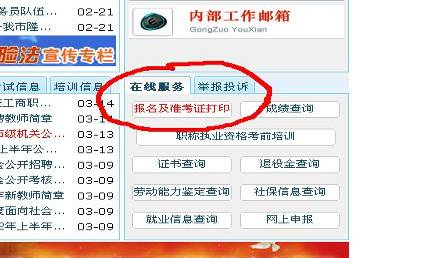 务员队伍... 02-21
我市隆... 02-21
内部工作邮箱
GongZuo YouXian
险法 宣传专栏
试信息 培训信息 在线服务 举报投诉
工商职... 03-14
聘教师简章 03-14
级机关公... 03-13
上半年公... 03-13
会公开招聘... 03-09
会公开考核... 03-09
年新教师简章 03-09
度面向社会... 03-09
2年上半年... 03-09
报名及准考证打印 成绩查询
职称执业资格考前培训
证书查询 退役金查询
劳动能力鉴定查询 社保信息查询
就业信息查询 网上申报